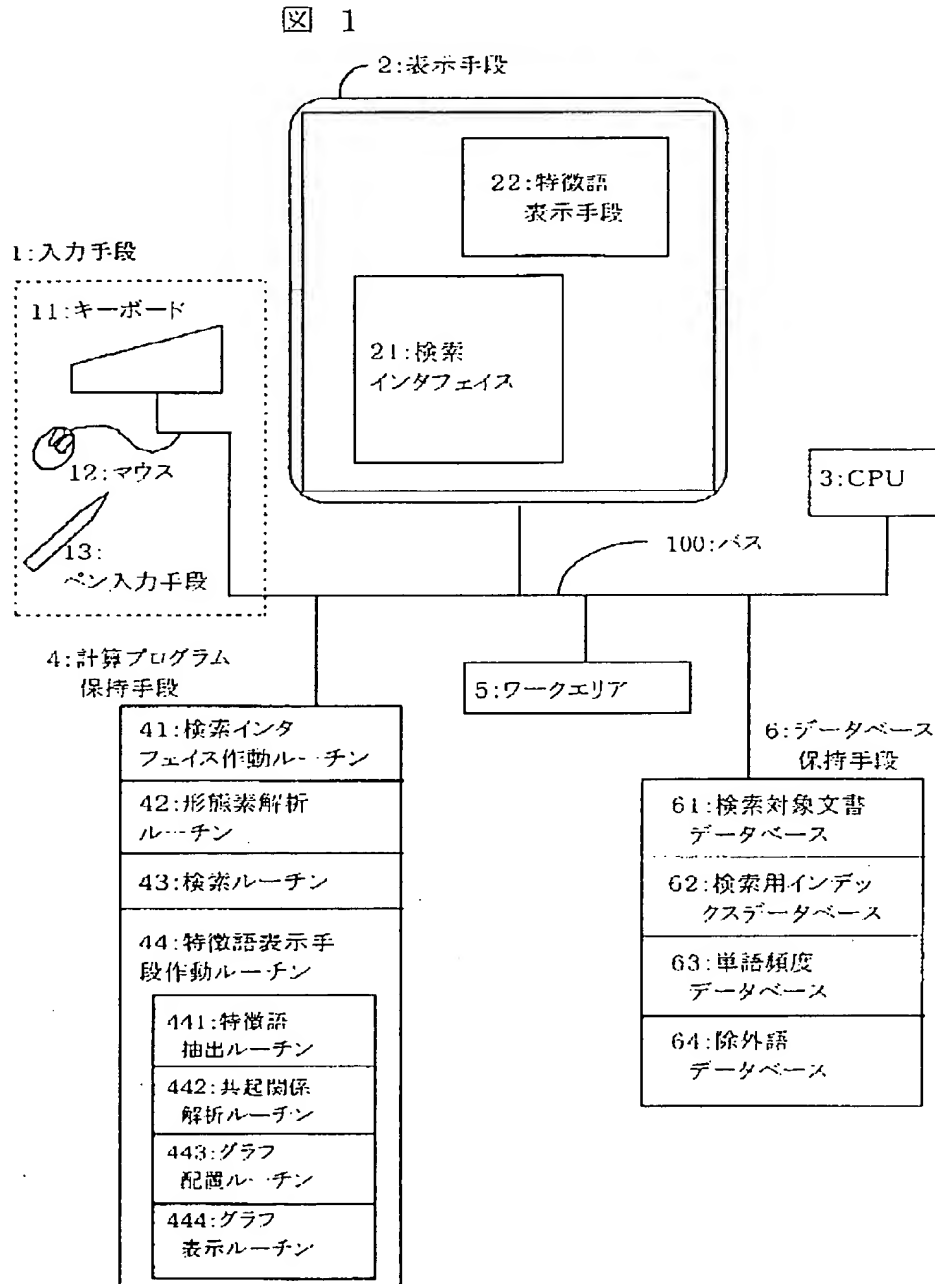 図 1
2:表示手段
22:特徴語
表示手段
1:入力手段
11:キーボード
21:検索
インタフェイス
12:マウス
3:CPU
13:
ペン入力手段
100:バス
4:計算プログラム
保持手段
5:ワークエリア
41:検索インタ
フェイス作動ルーチン
42:形態素解析
ルーチン
43:検索ルーチン
44:特徴語表示手
段作動ルーチン
441:特徴語
抽出ルーチン
442:共起関係
解析ルーチン
443:グラフ
配置ルーチン
444:グラフ
表示ルーチン
6:データベース
保持手段
61:検索対象文書
データベース
62:検索用インデッ
クスデータベース
63:単語頻度
データベース
64:除外語
データベース